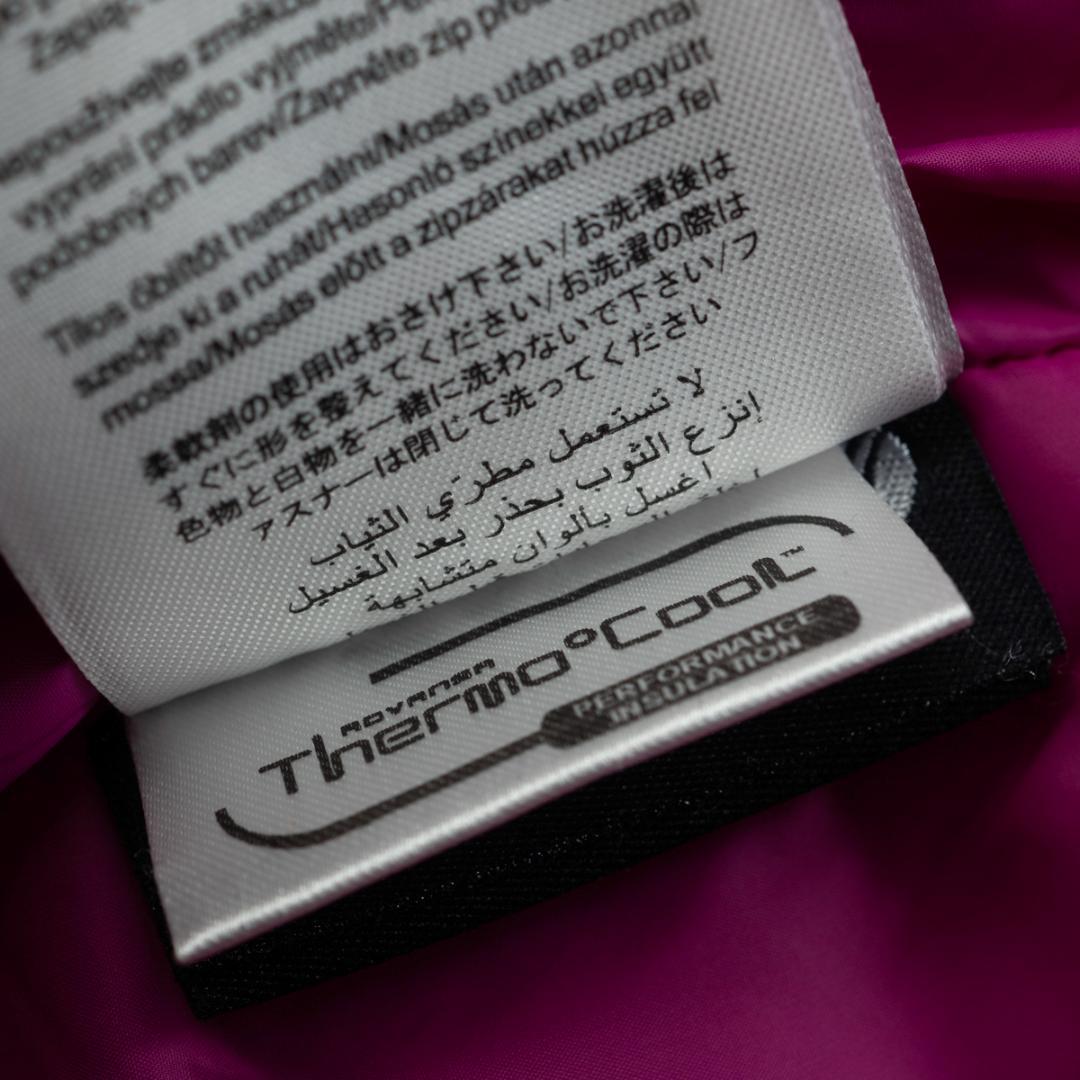 nepoužívejte
vyprání prádlo vyjměte
podobných barev/Zapněte zip
Tilos öblítőt használni/Mosás után azonnal
szedje ki a ruhát/Hasonló színekkel együtt
mossa/Mosás előtt a zipzárakat húzza fel
柔軟剤の使用はおさけ下さい/お洗濯後は
すぐに形を整えてください/お洗濯の際は
色物と白物を一緒に洗わないで下さい/フ
ァスナーは閉じて洗ってください
لا تستعمل مطرّي الثياب
إنزع الثوب بحذر بعد الغسيل
اغسل بألوان متشابهة
ADVANSA
Thermo°Cool™
PERFORMANCE
INSULATION